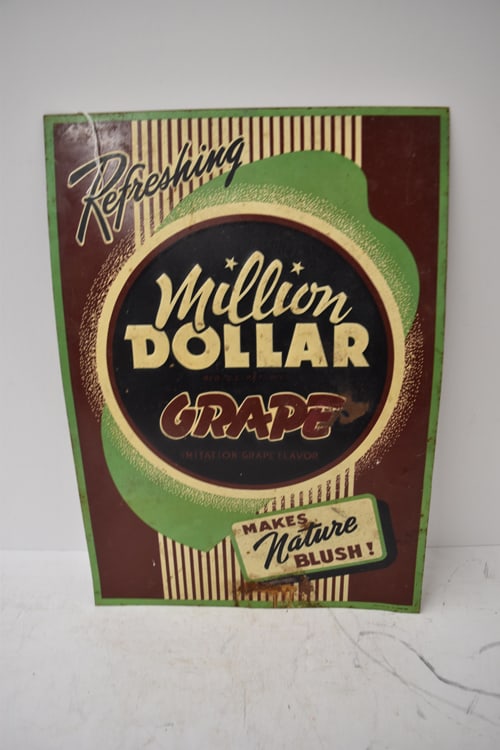 Refreshing
Million
DOLLAR
GRAPE
IMITATION GRAPE FLAVOR
MAKES
Nature
BLUSH!